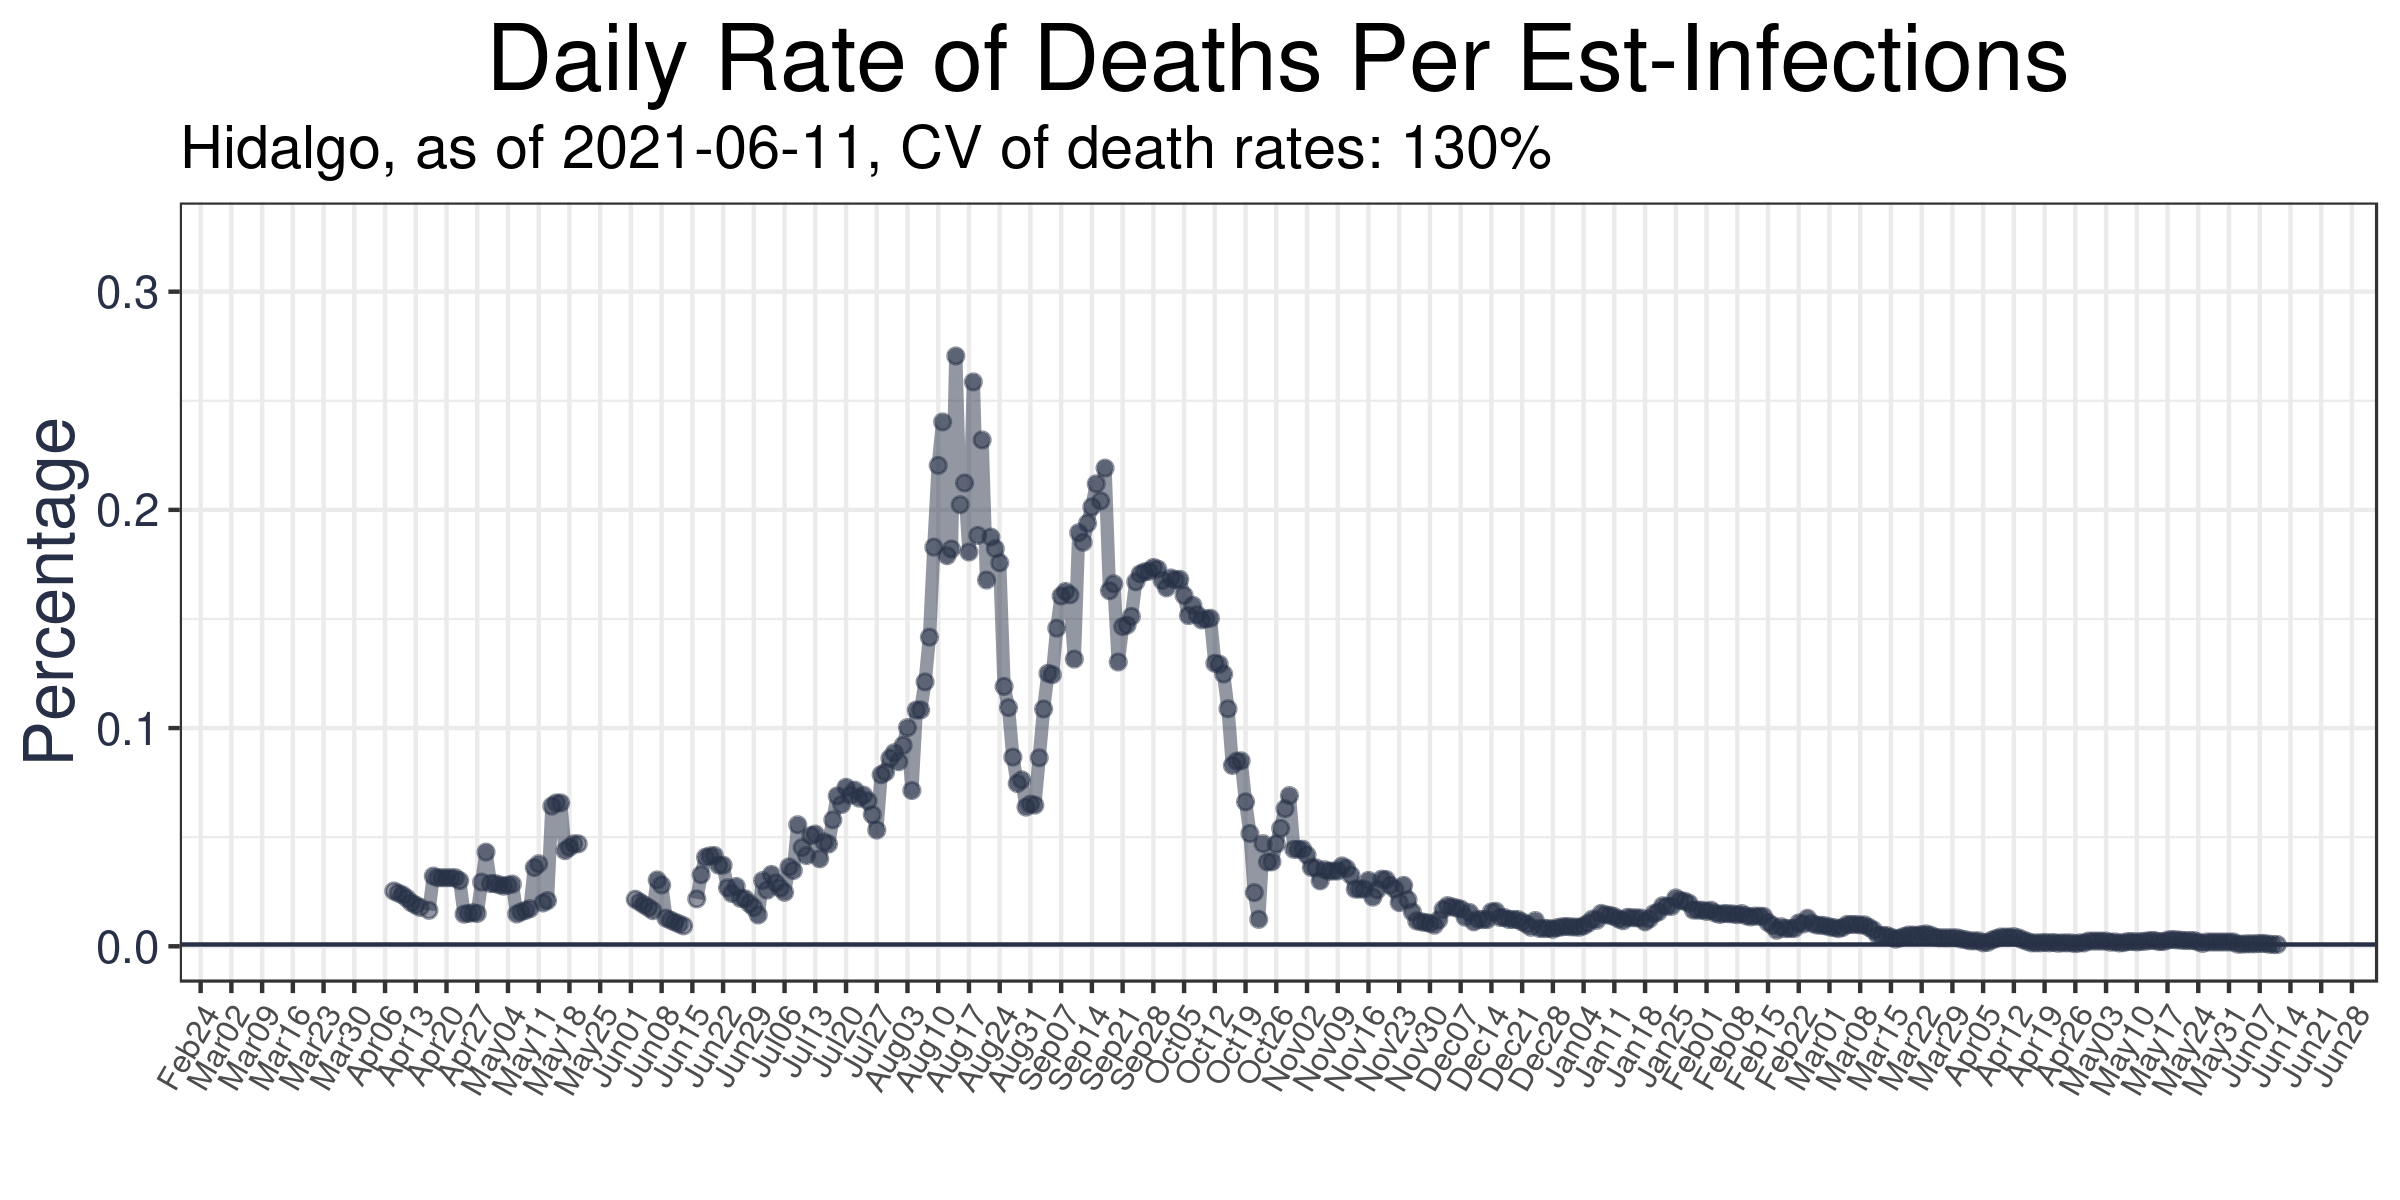 Daily Rate of Deaths Per Est-Infections
Hidalgo, as of 2021-06-11, CV of death rates: 130%
Percentage
0.3
0.2
0.1
0.0
Feb24
Mar02
Mar09
Mar16
Mar23
Mar30
Apr06
Apr13
Apr20
Apr27
May04
May11
May18
May25
Jun01
Jun08
Jun15
Jun22
Jun29
Jul06
Jul13
Jul20
Jul27
Aug03
Aug10
Aug17
Aug24
Aug31
Sep07
Sep14
Sep21
Sep28
Oct05
Oct12
Oct19
Oct26
Nov02
Nov09
Nov16
Nov23
Nov30
Dec07
Dec14
Dec21
Dec28
Jan04
Jan11
Jan18
Jan25
Feb01
Feb08
Feb15
Feb22
Mar01
Mar08
Mar15
Mar22
Mar29
Apr05
Apr12
Apr19
Apr26
May03
May10
May17
May24
May31
Jun07
Jun14
Jun21
Jun28